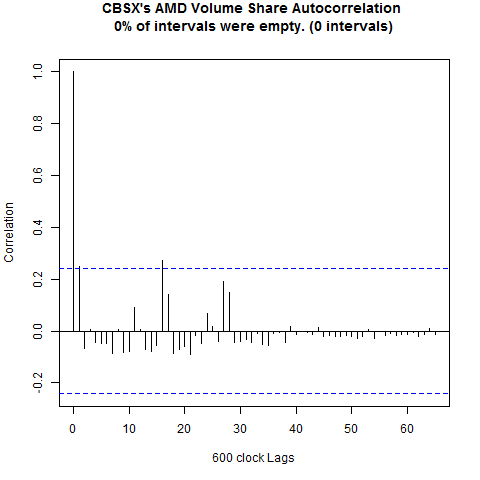 CBSX's AMD Volume Share Autocorrelation
0% of intervals were empty. (0 intervals)
Correlation
1.0
0.8
0.6
0.4
0.2
0.0
-0.2
0 10 20 30 40 50 60
600 clock Lags